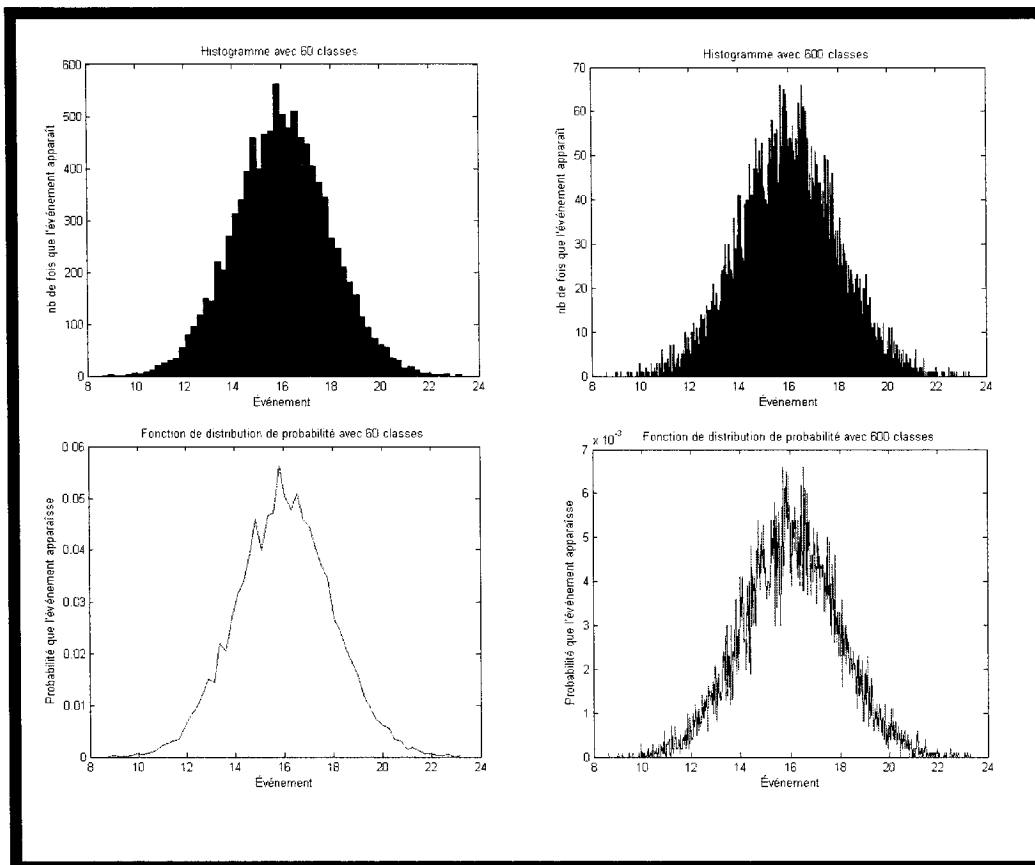 Histogramme avec 60 classes
600
500
400
300
200
100
0
nb de fois que l'événement apparaît
8 10 12 14 16 18 20 22 24
Événement
Histogramme avec 600 classes
70
60
50
40
30
20
10
0
nb de fois que l'événement apparaît
8 10 12 14 16 18 20 22 24
Événement
Fonction de distribution de probabilité avec 60 classes
0.06
0.05
0.04
0.03
0.02
0.01
0
Probabilité que l'événement apparaisse
8 10 12 14 16 18 20 22 24
Événement
x 10⁻³
Fonction de distribution de probabilité avec 600 classes
7
6
5
4
3
2
1
0
Probabilité que l'événement apparaisse
8 10 12 14 16 18 20 22 24
Événement